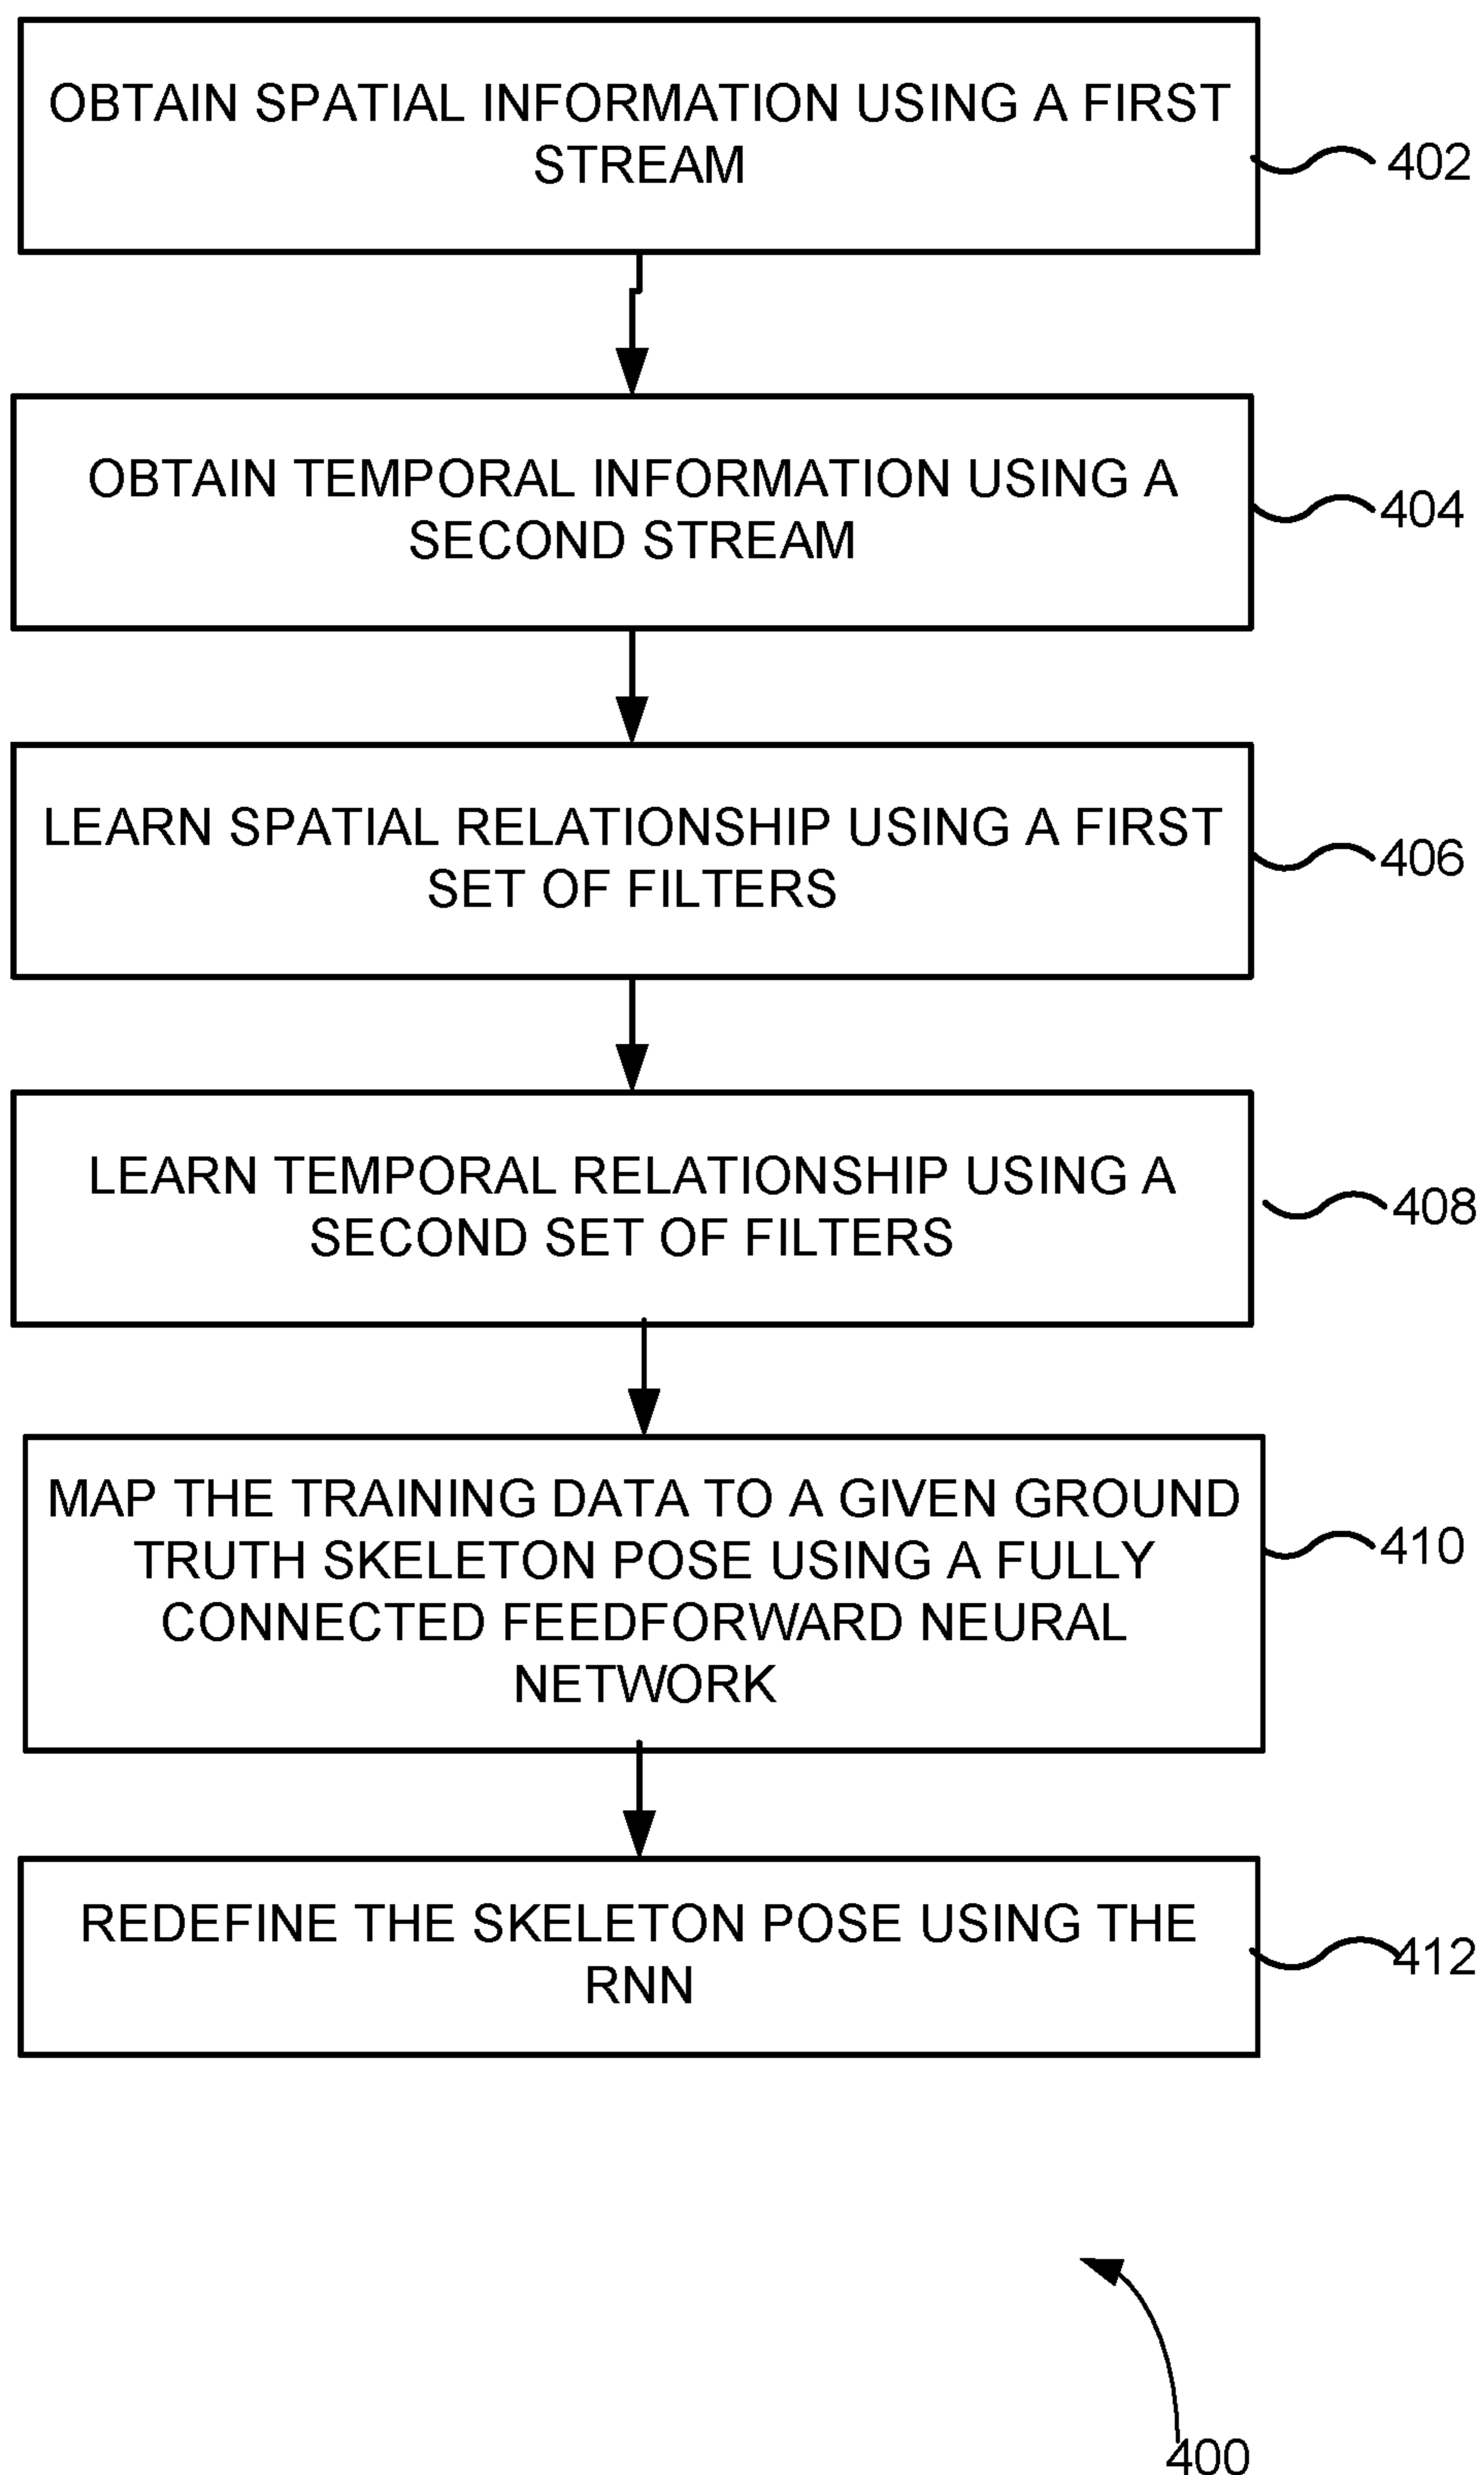 OBTAIN SPATIAL INFORMATION USING A FIRST
STREAM
402
OBTAIN TEMPORAL INFORMATION USING A
SECOND STREAM
404
LEARN SPATIAL RELATIONSHIP USING A FIRST
SET OF FILTERS
406
LEARN TEMPORAL RELATIONSHIP USING A
SECOND SET OF FILTERS
408
MAP THE TRAINING DATA TO A GIVEN GROUND
TRUTH SKELETON POSE USING A FULLY
CONNECTED FEEDFORWARD NEURAL
NETWORK
410
REDEFINE THE SKELETON POSE USING THE
RNN
412
400